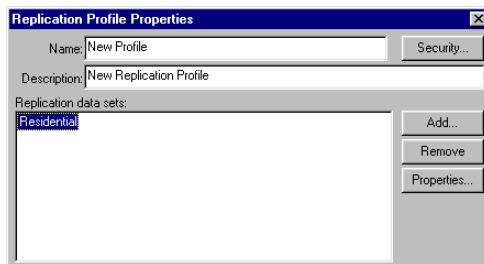 Replication Profile Properties
Name: New Profile
Security...
Description: New Replication Profile
Replication data sets:
Residential
Add...
Remove
Properties...